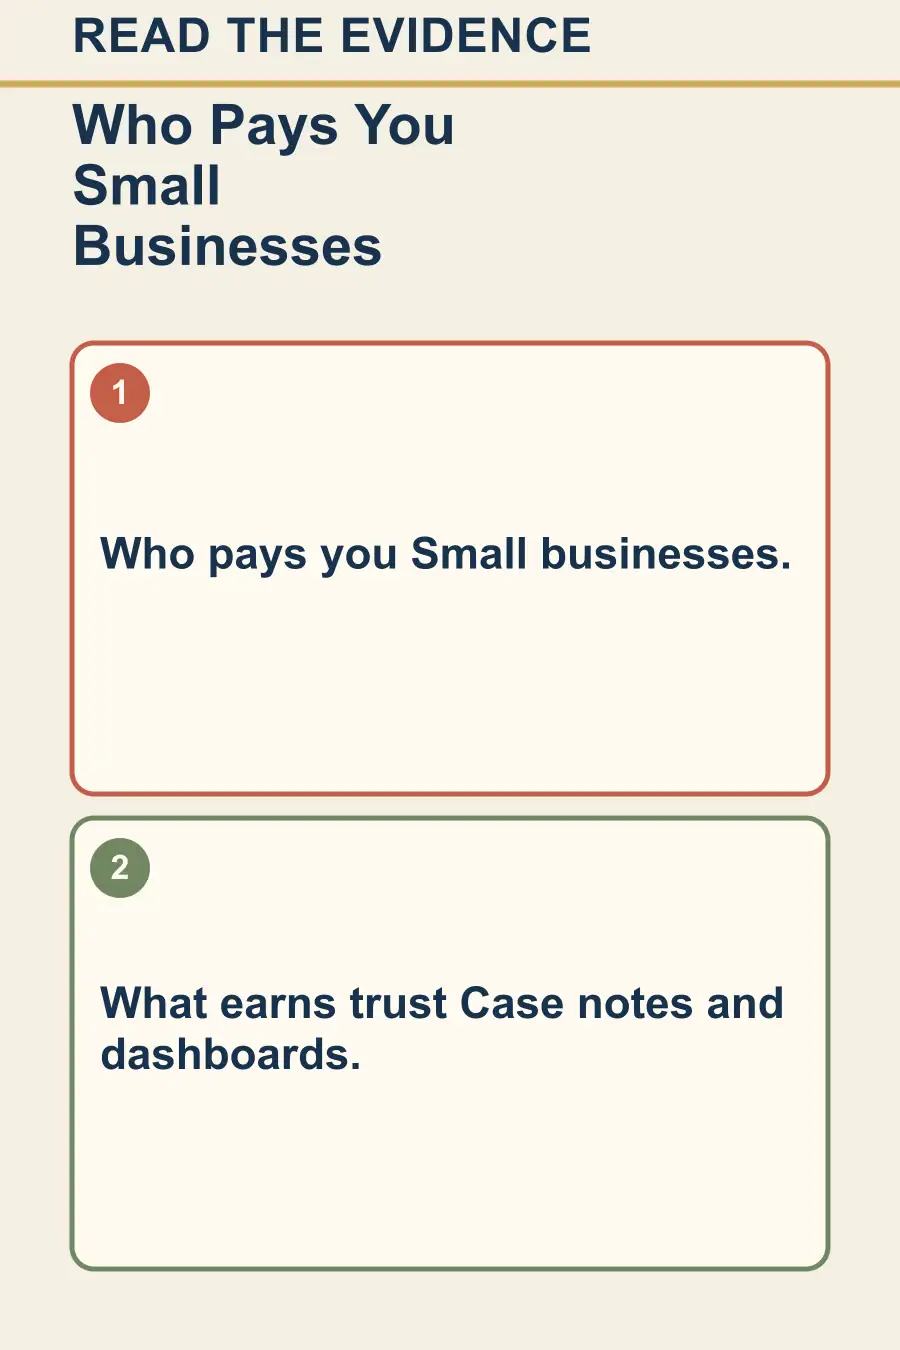 READ THE EVIDENCE
Who Pays You
Small
Businesses
1
Who pays you Small businesses.
2
What earns trust Case notes and
dashboards.